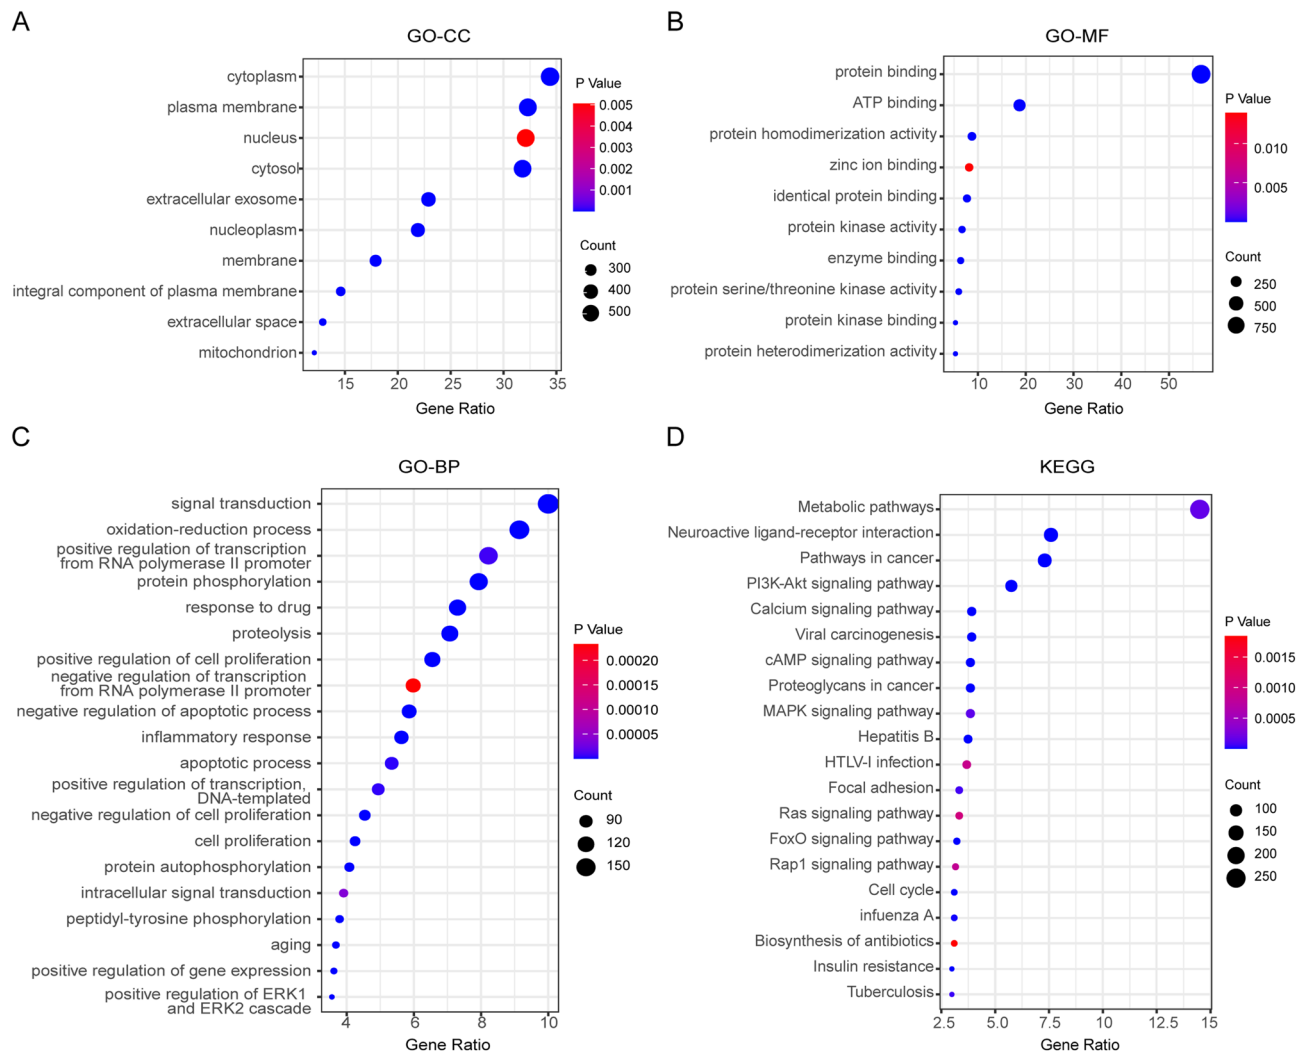 A
GO-CC
cytoplasm
plasma membrane
nucleus
cytosol
extracellular exosome
nucleoplasm
membrane
integral component of plasma membrane
extracellular space
mitochondrion
15 20 25 30 35
Gene Ratio
P Value
0.005
0.004
0.003
0.002
0.001
Count
300
400
500
B
GO-MF
protein binding
ATP binding
protein homodimerization activity
zinc ion binding
identical protein binding
protein kinase activity
enzyme binding
protein serine/threonine kinase activity
protein kinase binding
protein heterodimerization activity
10 20 30 40 50
Gene Ratio
P Value
0.010
0.005
Count
250
500
750
C
GO-BP
signal transduction
oxidation-reduction process
positive regulation of transcription
from RNA polymerase II promoter
protein phosphorylation
response to drug
proteolysis
positive regulation of cell proliferation
negative regulation of transcription
from RNA polymerase II promoter
negative regulation of apoptotic process
inflammatory response
apoptotic process
positive regulation of transcription,
DNA-templated
negative regulation of cell proliferation
cell proliferation
protein autophosphorylation
intracellular signal transduction
peptidyl-tyrosine phosphorylation
aging
positive regulation of gene expression
positive regulation of ERK1
and ERK2 cascade
4 6 8 10
Gene Ratio
P Value
0.00020
0.00015
0.00010
0.00005
Count
90
120
150
D
KEGG
Metabolic pathways
Neuroactive ligand-receptor interaction
Pathways in cancer
PI3K-Akt signaling pathway
Calcium signaling pathway
Viral carcinogenesis
cAMP signaling pathway
Proteoglycans in cancer
MAPK signaling pathway
Hepatitis B
HTLV-I infection
Focal adhesion
Ras signaling pathway
FoxO signaling pathway
Rap1 signaling pathway
Cell cycle
infuenza A
Biosynthesis of antibiotics
Insulin resistance
Tuberculosis
2.5 5.0 7.5 10 12.5 15
Gene Ratio
P Value
0.0015
0.0010
0.0005
Count
100
150
200
250